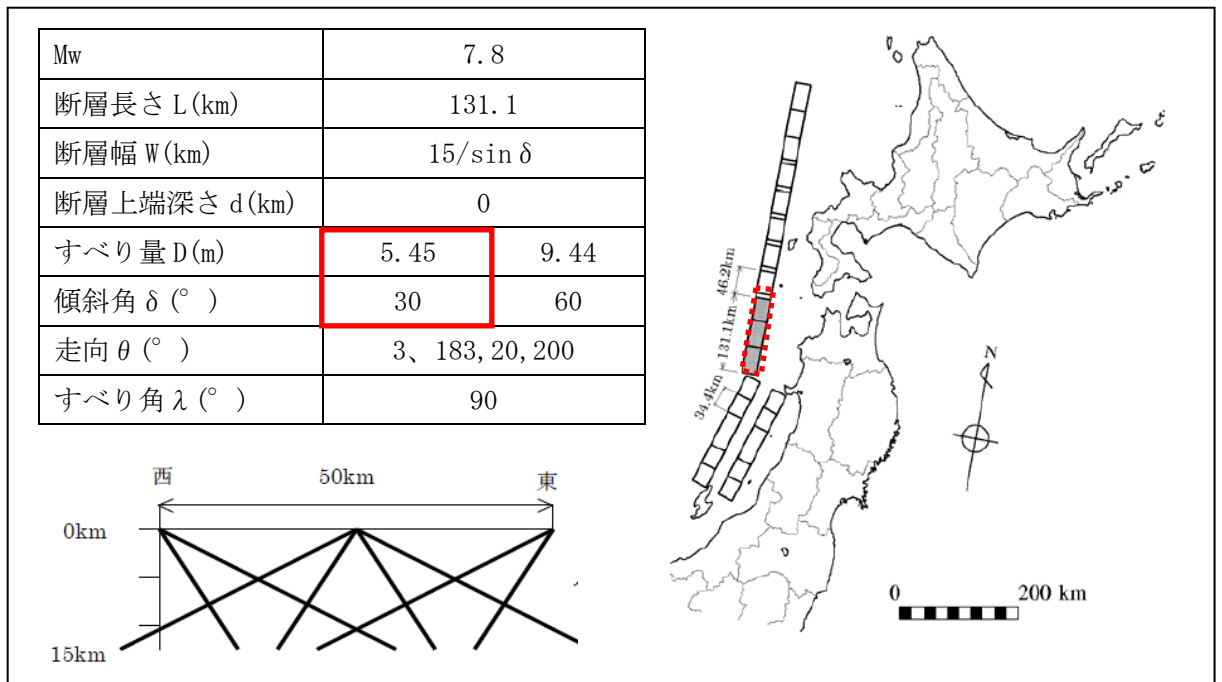 Mw 7.8
断層長さL(km) 131.1
断層幅W(km) 15/sinδ
断層上端深さd(km) 0
すべり量D(m) 5.45 9.44
傾斜角δ(°) 30 60
走向θ(°) 3、183,20,200
すべり角λ(°) 90
西 50km 東
0km
15km
46.2km
131.1km
34.4km
N
0 200 km